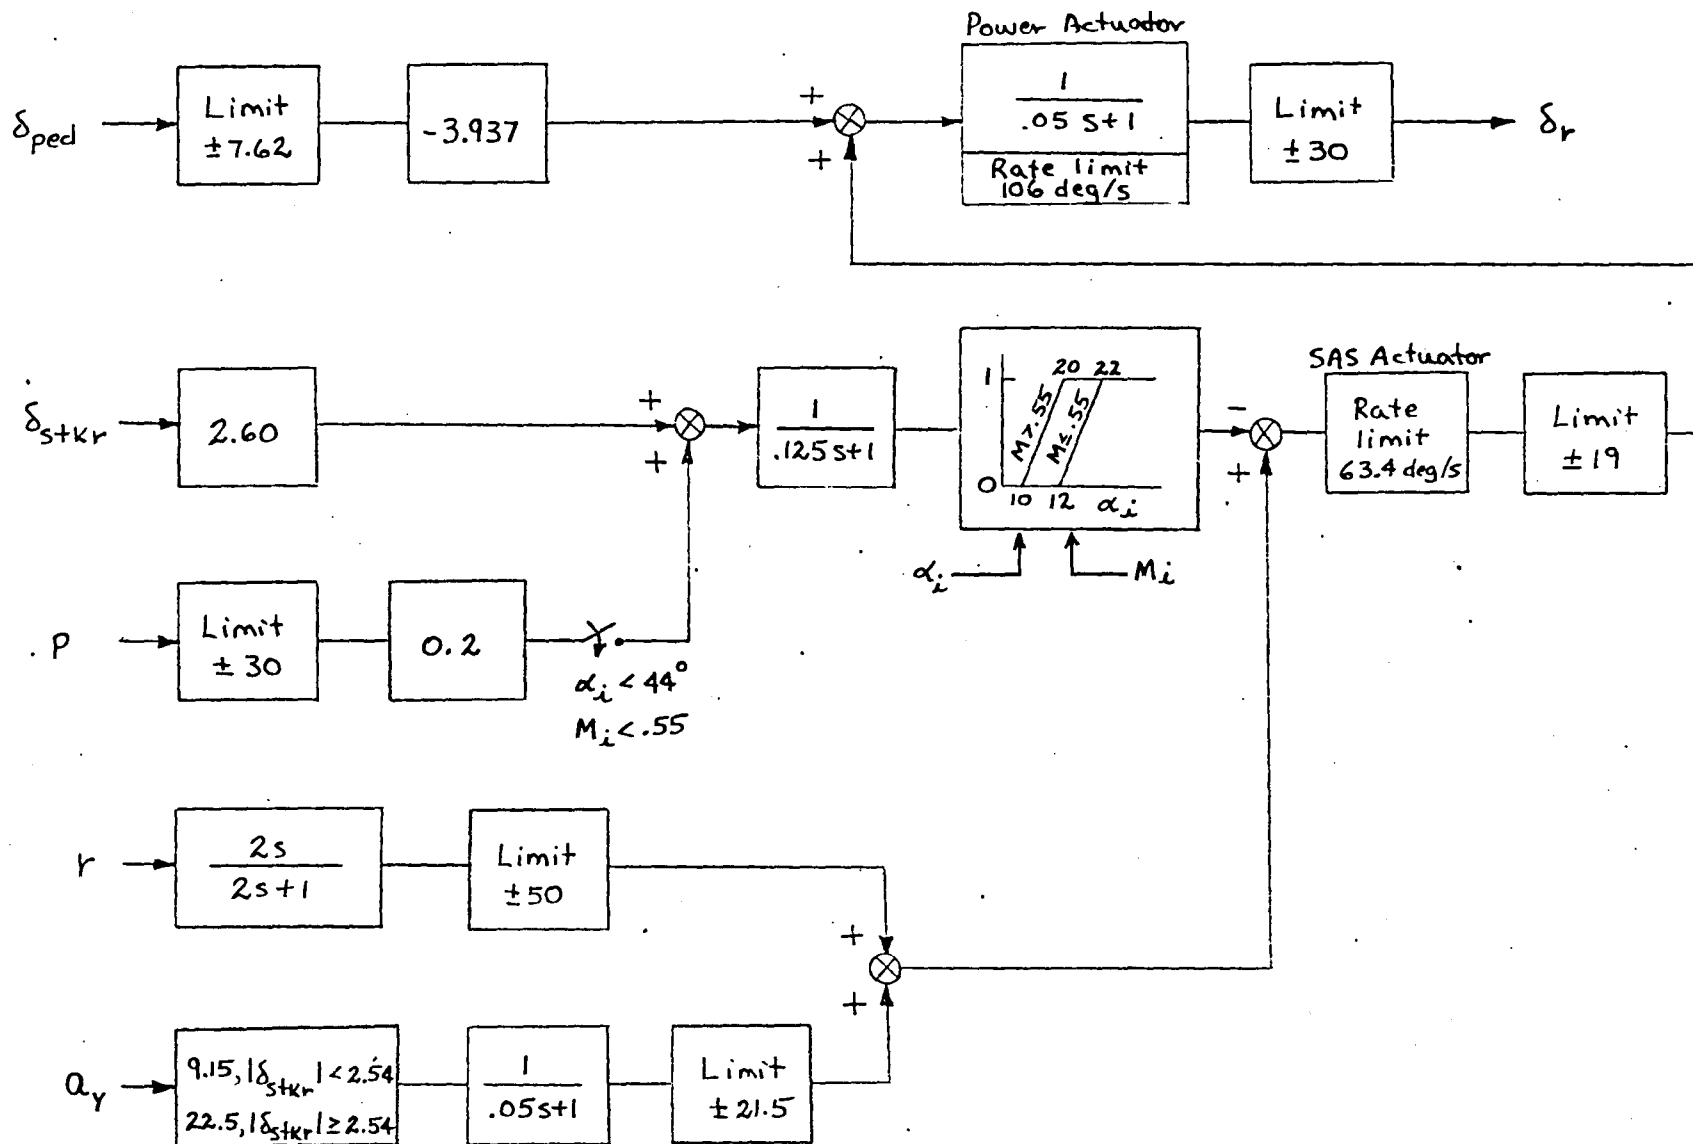 Power Actuator
δped
Limit
±7.62
-3.937
+
+
1
.05 s+1
Rate limit
106 deg/s
Limit
±30
δr
δstkr
2.60
+
+
1
.125s+1
1
0
20 22
M>.55
M≤.55
10 12 αi
αi
Mi
-
+
SAS Actuator
Rate
limit
63.4 deg/s
Limit
±19
P
Limit
±30
0.2
αi < 44°
Mi < .55
r
2s
2s+1
Limit
±50
+
+
ay
9.15, |δstkr| < 2.54
22.5, |δstkr| ≥ 2.54
1
.05s+1
Limit
±21.5